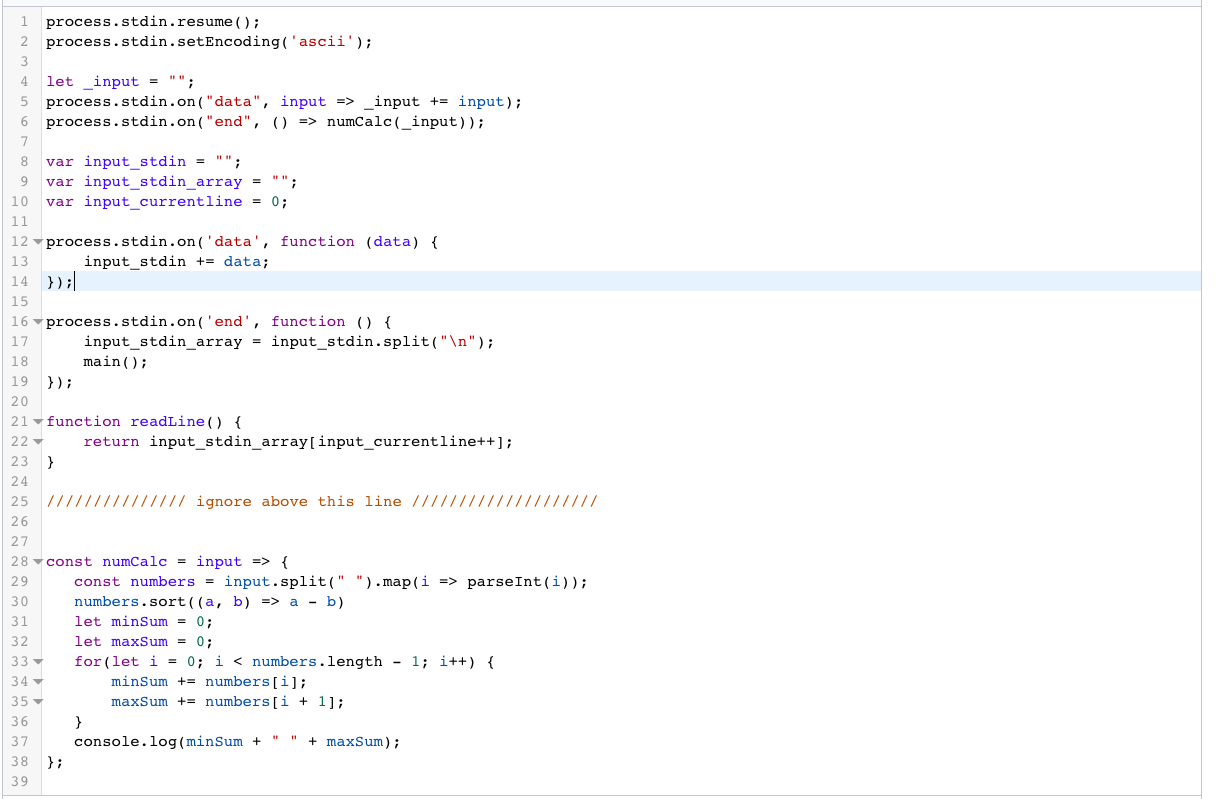 1 process.stdin.resume();
2 process.stdin.setEncoding('ascii');
3
4 let _input = "";
5 process.stdin.on("data", input => _input += input);
6 process.stdin.on("end", () => numCalc(_input));
7
8 var input_stdin = "";
9 var input_stdin_array = "";
10 var input_currentline = 0;
11
12 process.stdin.on('data', function (data) {
13     input_stdin += data;
14 });
15
16 process.stdin.on('end', function () {
17     input_stdin_array = input_stdin.split("\n");
18     main();
19 });
20
21 function readLine() {
22     return input_stdin_array[input_currentline++];
23 }
24
25 /////////////// ignore above this line ////////////////////
26
27
28 const numCalc = input => {
29    const numbers = input.split(" ").map(i => parseInt(i));
30    numbers.sort((a, b) => a - b)
31    let minSum = 0;
32    let maxSum = 0;
33    for(let i = 0; i < numbers.length - 1; i++) {
34        minSum += numbers[i];
35        maxSum += numbers[i + 1];
36    }
37    console.log(minSum + " " + maxSum);
38 };
39